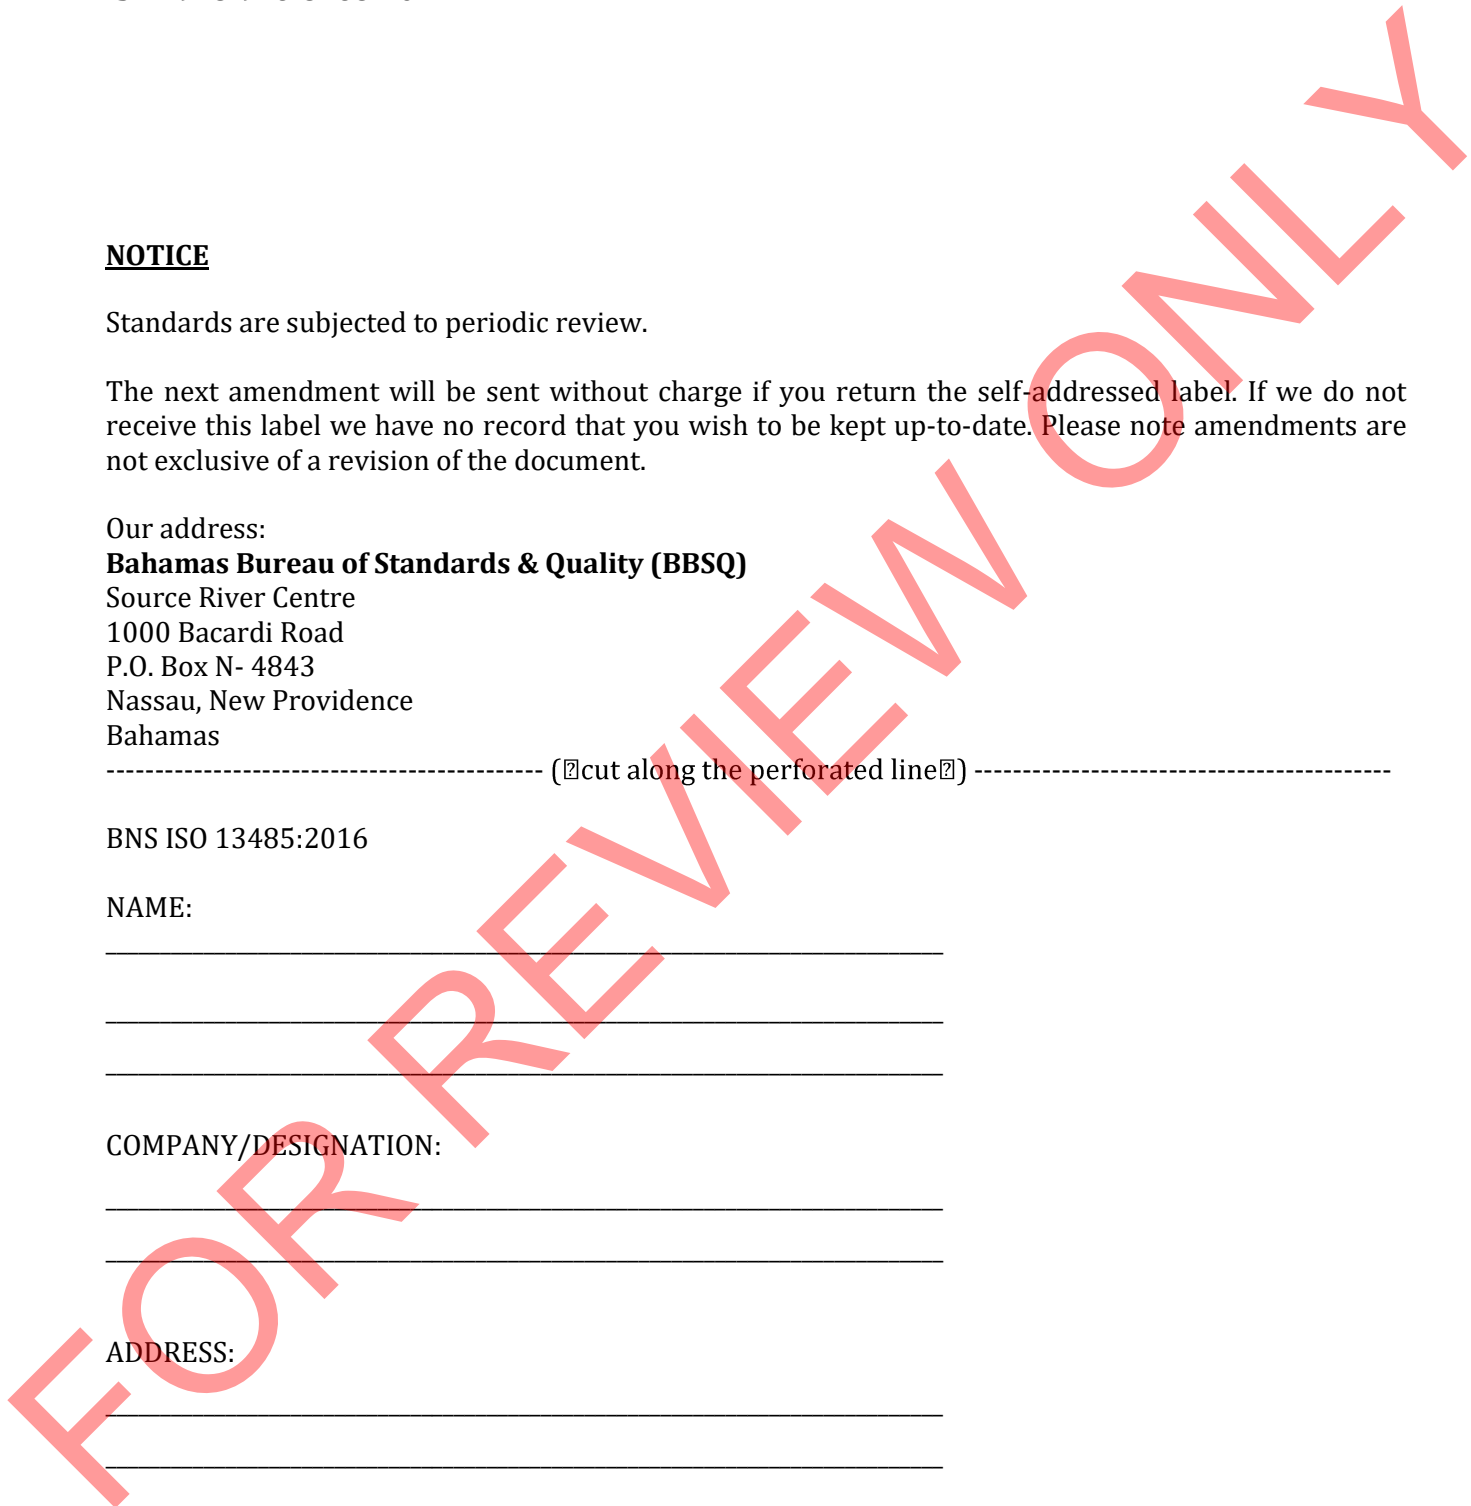 NOTICE
Standards are subjected to periodic review.
The next amendment will be sent without charge if you return the self-addressed label. If we do not
receive this label we have no record that you wish to be kept up-to-date. Please note amendments are
not exclusive of a revision of the document.
Our address:
Bahamas Bureau of Standards & Quality (BBSQ)
Source River Centre
1000 Bacardi Road
P.O. Box N- 4843
Nassau, New Providence
Bahamas
--------------------------------------------- (⍰cut along the perforated line⍰) -------------------------------------------
BNS ISO 13485:2016
NAME:
COMPANY/DESIGNATION:
ADDRESS:
FOR REVIEW ONLY